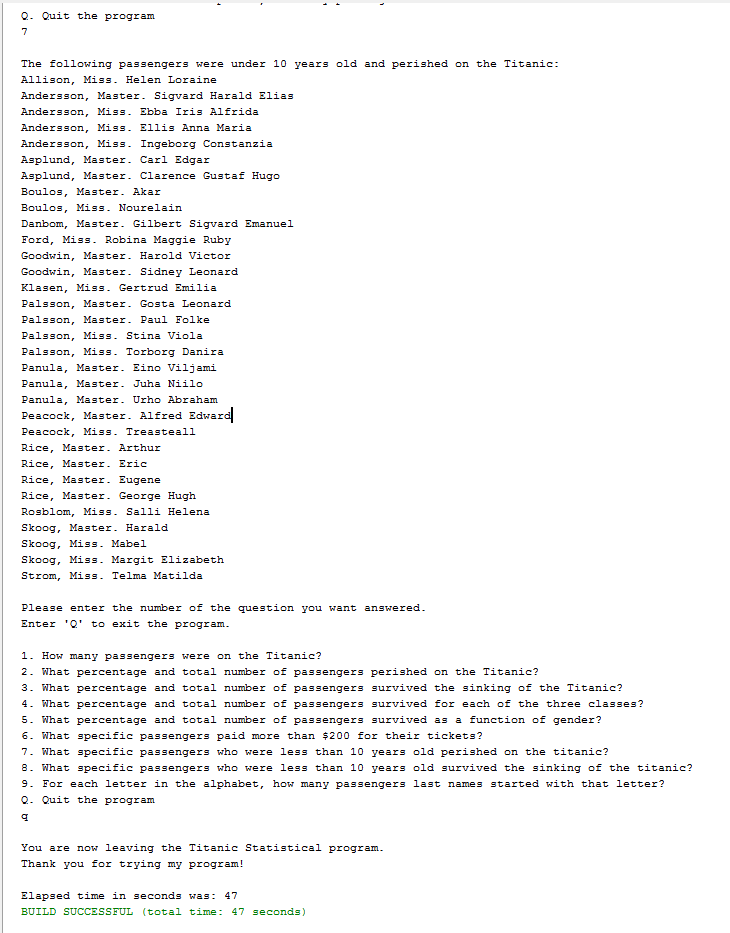 Q. Quit the program
7
The following passengers were under 10 years old and perished on the Titanic:
Allison, Miss. Helen Loraine
Andersson, Master. Sigvard Harald Elias
Andersson, Miss. Ebba Iris Alfrida
Andersson, Miss. Ellis Anna Maria
Andersson, Miss. Ingeborg Constanzia
Asplund, Master. Carl Edgar
Asplund, Master. Clarence Gustaf Hugo
Boulos, Master. Akar
Boulos, Miss. Nourelain
Danbom, Master. Gilbert Sigvard Emanuel
Ford, Miss. Robina Maggie Ruby
Goodwin, Master. Harold Victor
Goodwin, Master. Sidney Leonard
Klasen, Miss. Gertrud Emilia
Palsson, Master. Gosta Leonard
Palsson, Master. Paul Folke
Palsson, Miss. Stina Viola
Palsson, Miss. Torborg Danira
Panula, Master. Eino Viljami
Panula, Master. Juha Niilo
Panula, Master. Urho Abraham
Peacock, Master. Alfred Edward
Peacock, Miss. Treasteall
Rice, Master. Arthur
Rice, Master. Eric
Rice, Master. Eugene
Rice, Master. George Hugh
Rosblom, Miss. Salli Helena
Skoog, Master. Harald
Skoog, Miss. Mabel
Skoog, Miss. Margit Elizabeth
Strom, Miss. Telma Matilda
Please enter the number of the question you want answered.
Enter 'Q' to exit the program.
1. How many passengers were on the Titanic?
2. What percentage and total number of passengers perished on the Titanic?
3. What percentage and total number of passengers survived the sinking of the Titanic?
4. What percentage and total number of passengers survived for each of the three classes?
5. What percentage and total number of passengers survived as a function of gender?
6. What specific passengers paid more than $200 for their tickets?
7. What specific passengers who were less than 10 years old perished on the titanic?
8. What specific passengers who were less than 10 years old survived the sinking of the titanic?
9. For each letter in the alphabet, how many passengers last names started with that letter?
Q. Quit the program
q
You are now leaving the Titanic Statistical program.
Thank you for trying my program!
Elapsed time in seconds was: 47
BUILD SUCCESSFUL (total time: 47 seconds)